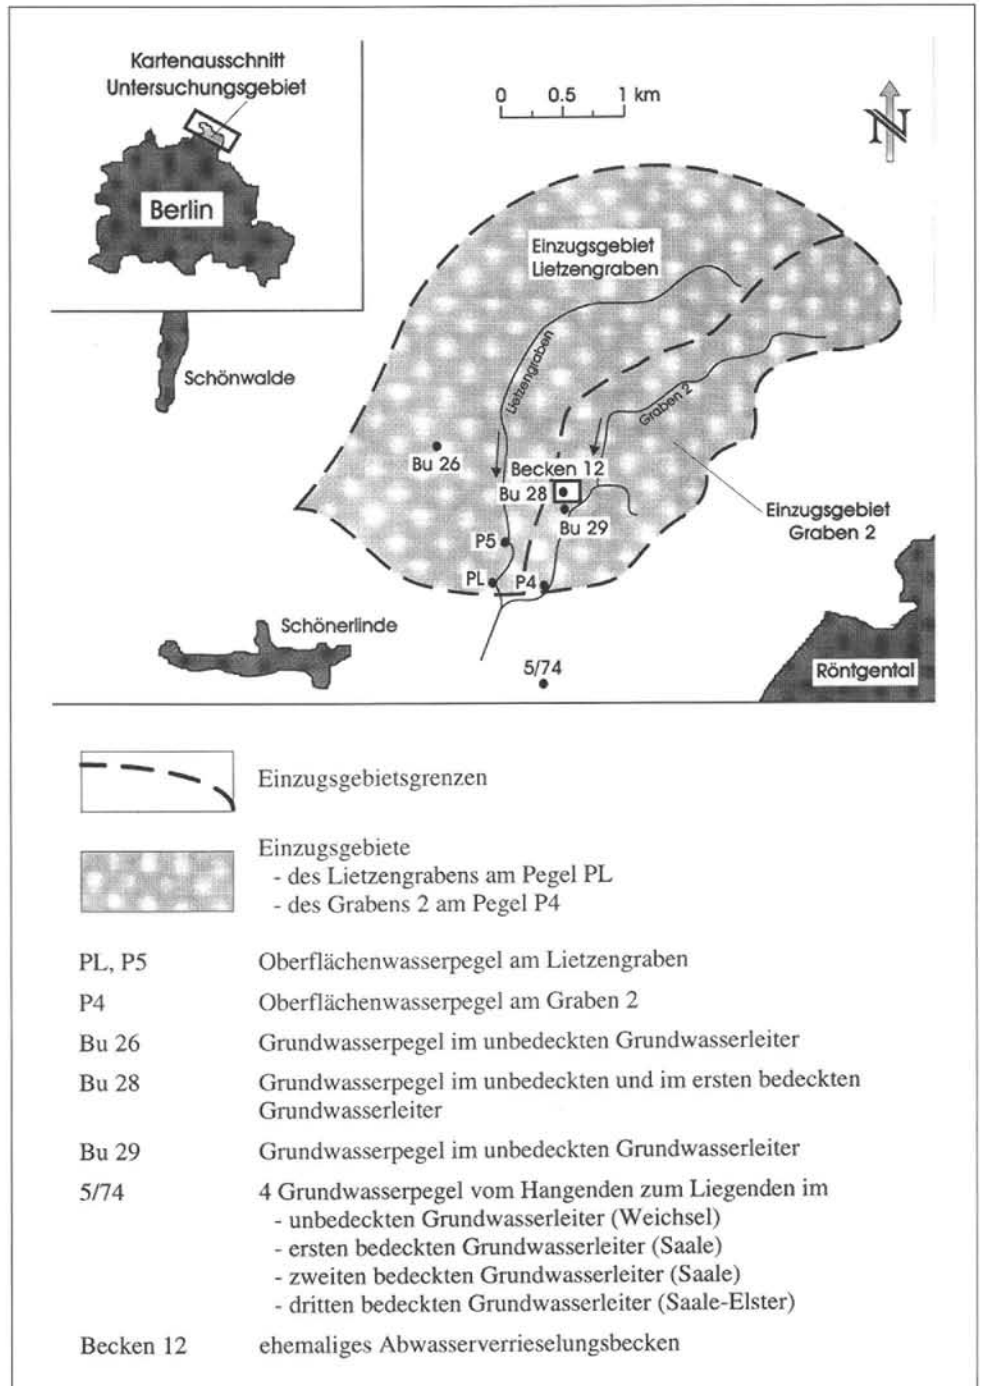 Kartenausschnitt
Untersuchungsgebiet
Berlin
0 0.5 1 km
N
Einzugsgebiet
Lietzengraben
Lietzengraben
Graben 2
Schönwalde
Bu 26
Becken 12
Bu 28
Bu 29
Einzugsgebiet
Graben 2
P5
PL
P4
Schönerlinde
5/74
Röntgental
Einzugsgebietsgrenzen
Einzugsgebiete
- des Lietzengrabens am Pegel PL
- des Grabens 2 am Pegel P4
PL, P5 Oberflächenwasserpegel am Lietzengraben
P4 Oberflächenwasserpegel am Graben 2
Bu 26 Grundwasserpegel im unbedeckten Grundwasserleiter
Bu 28 Grundwasserpegel im unbedeckten und im ersten bedeckten
Grundwasserleiter
Bu 29 Grundwasserpegel im unbedeckten Grundwasserleiter
5/74 4 Grundwasserpegel vom Hangenden zum Liegenden im
- unbedeckten Grundwasserleiter (Weichsel)
- ersten bedeckten Grundwasserleiter (Saale)
- zweiten bedeckten Grundwasserleiter (Saale)
- dritten bedeckten Grundwasserleiter (Saale-Elster)
Becken 12 ehemaliges Abwasserverrieselungsbecken